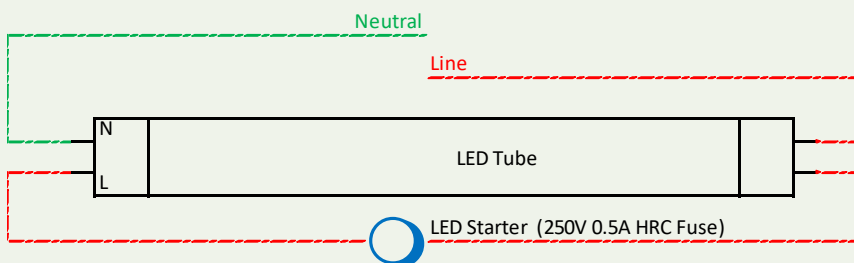 Neutral
Line
N
LED Tube
L
LED Starter (250V 0.5A HRC Fuse)